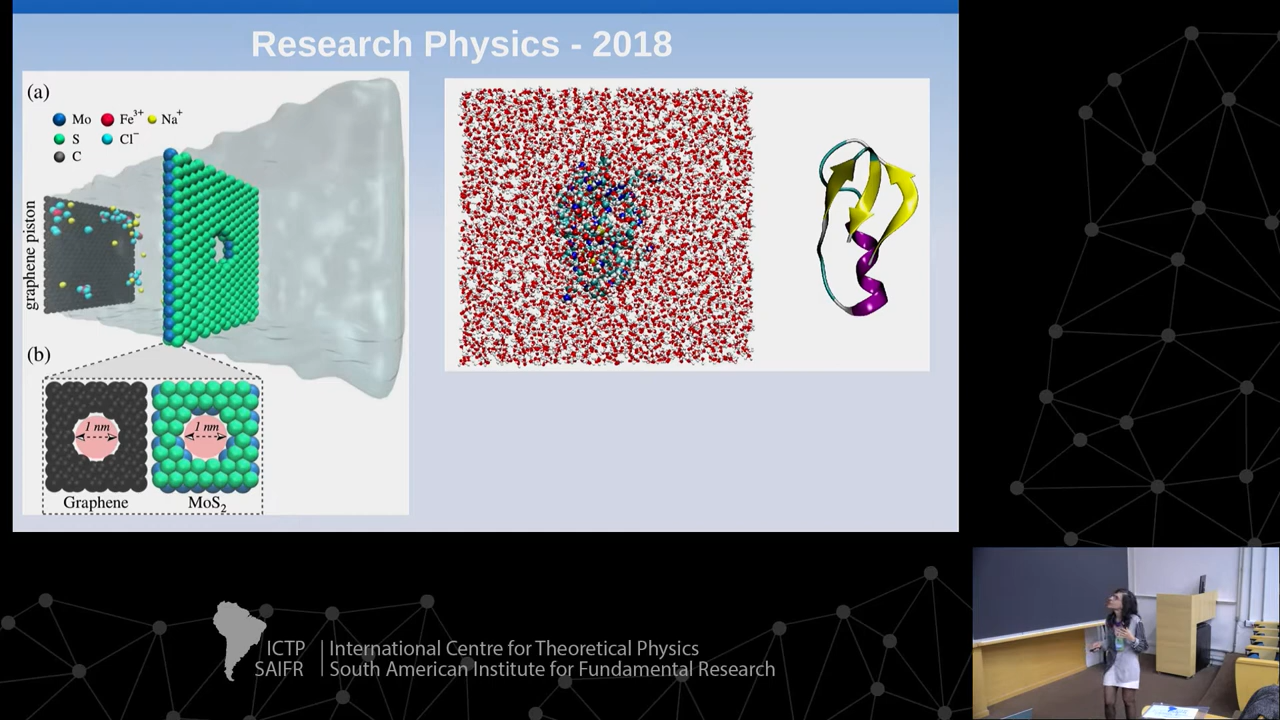 Research Physics - 2018
(a)
Mo Fe3+ Na+
S Cl−
C
graphene piston
(b)
1 nm 1 nm
Graphene MoS2
ICTP
SAIFR
International Centre for Theoretical Physics
South American Institute for Fundamental Research